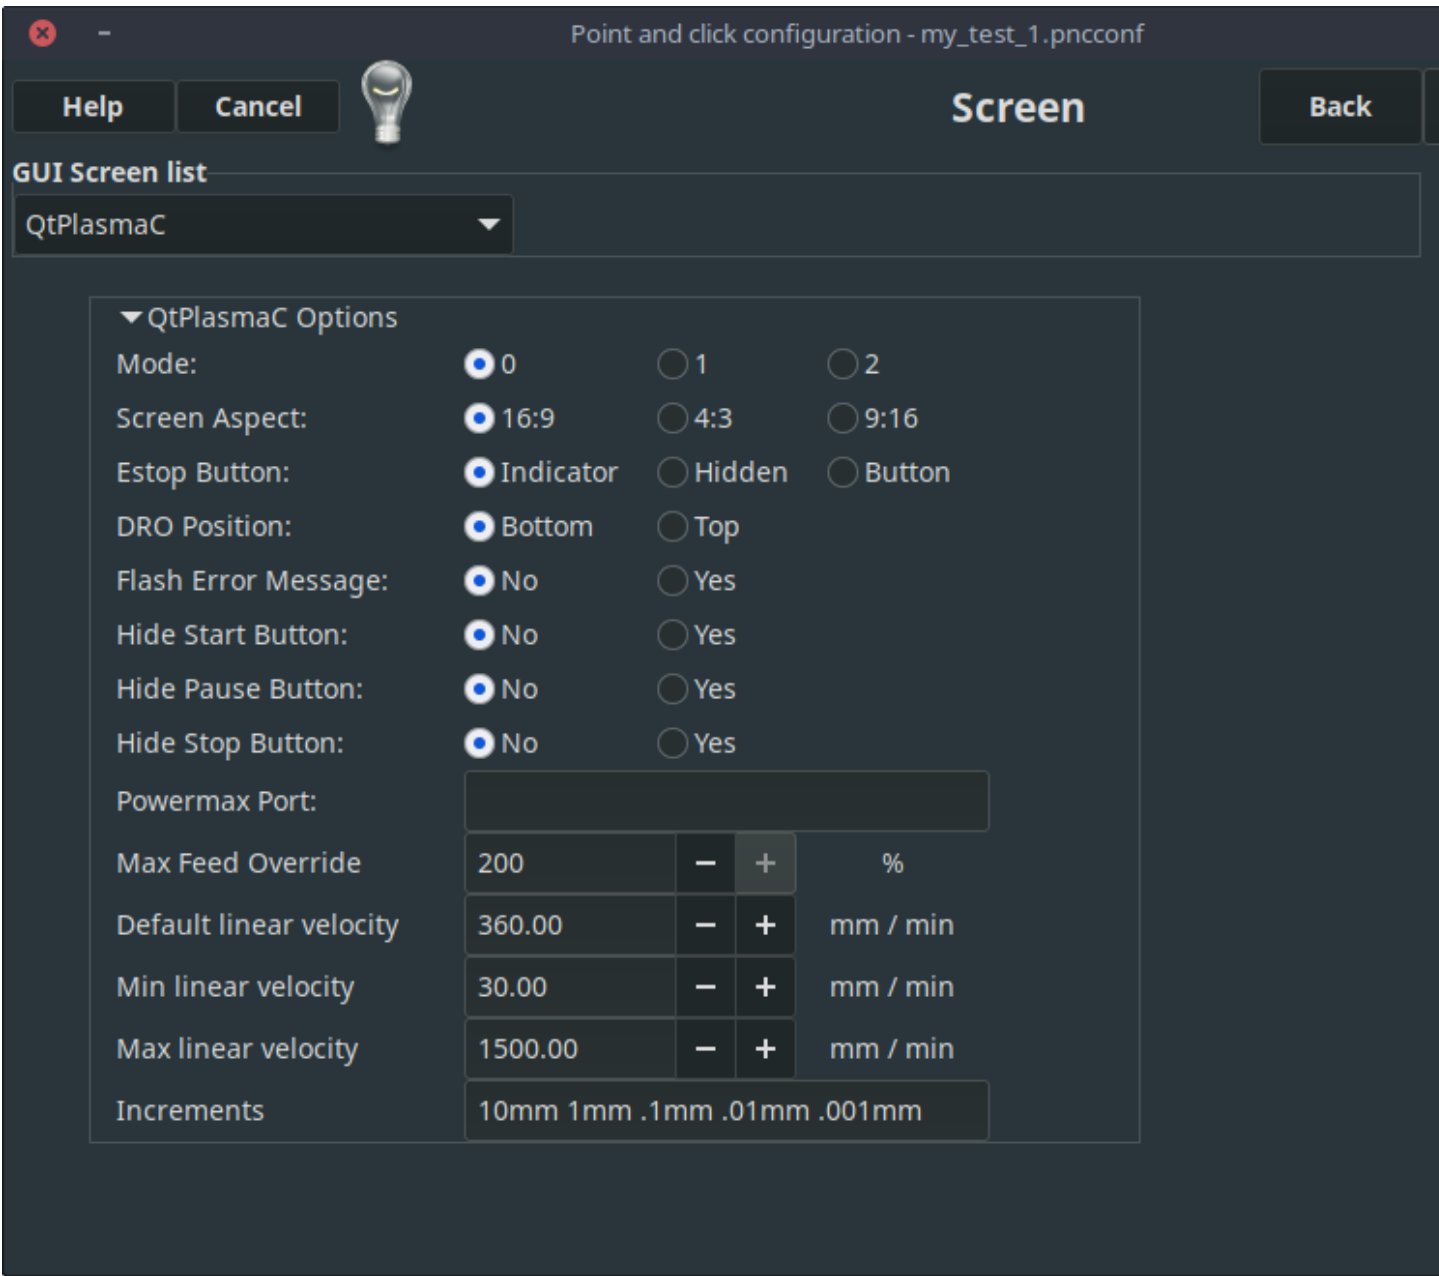 Point and click configuration - my_test_1.pncconf
Help Cancel Screen Back
GUI Screen list
QtPlasmaC
QtPlasmaC Options
Mode: 0 1 2
Screen Aspect: 16:9 4:3 9:16
Estop Button: Indicator Hidden Button
DRO Position: Bottom Top
Flash Error Message: No Yes
Hide Start Button: No Yes
Hide Pause Button: No Yes
Hide Stop Button: No Yes
Powermax Port:
Max Feed Override 200 − + %
Default linear velocity 360.00 − + mm / min
Min linear velocity 30.00 − + mm / min
Max linear velocity 1500.00 − + mm / min
Increments 10mm 1mm .1mm .01mm .001mm